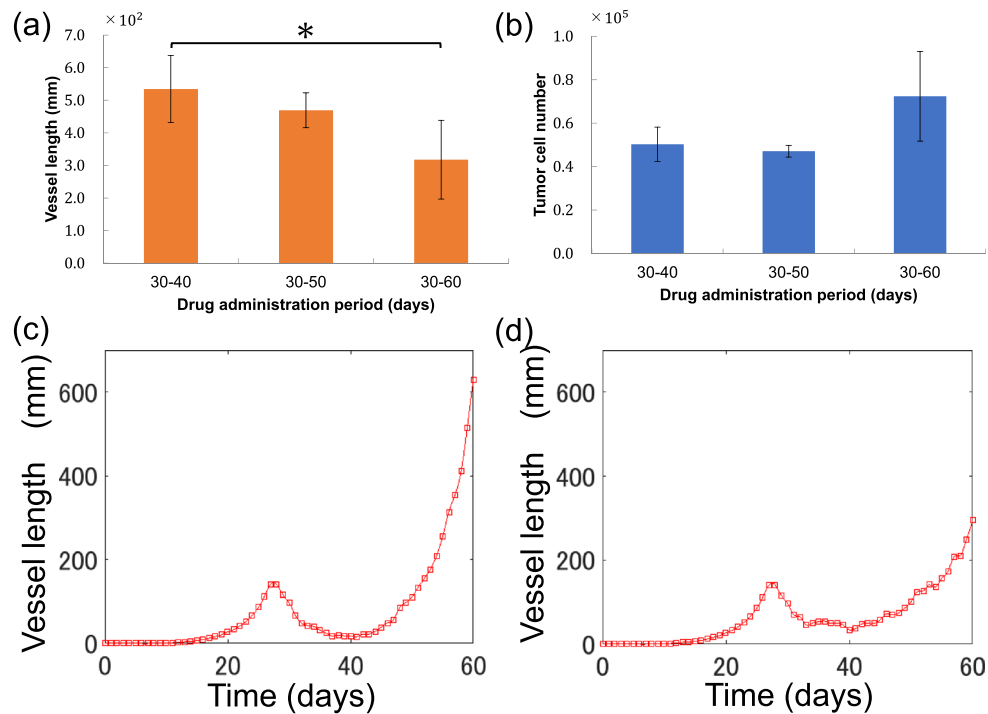 (a)
× 10²
*
7.0
6.0
5.0
4.0
3.0
2.0
1.0
0.0
Vessel length (mm)
30-40 30-50 30-60
Drug administration period (days)
(b)
× 10⁵
1.0
0.8
0.6
0.4
0.2
0.0
Tumor cell number
30-40 30-50 30-60
Drug administration period (days)
(c)
Vessel length (mm)
600
400
200
0
0 20 40 60
Time (days)
(d)
Vessel length (mm)
600
400
200
0
0 20 40 60
Time (days)